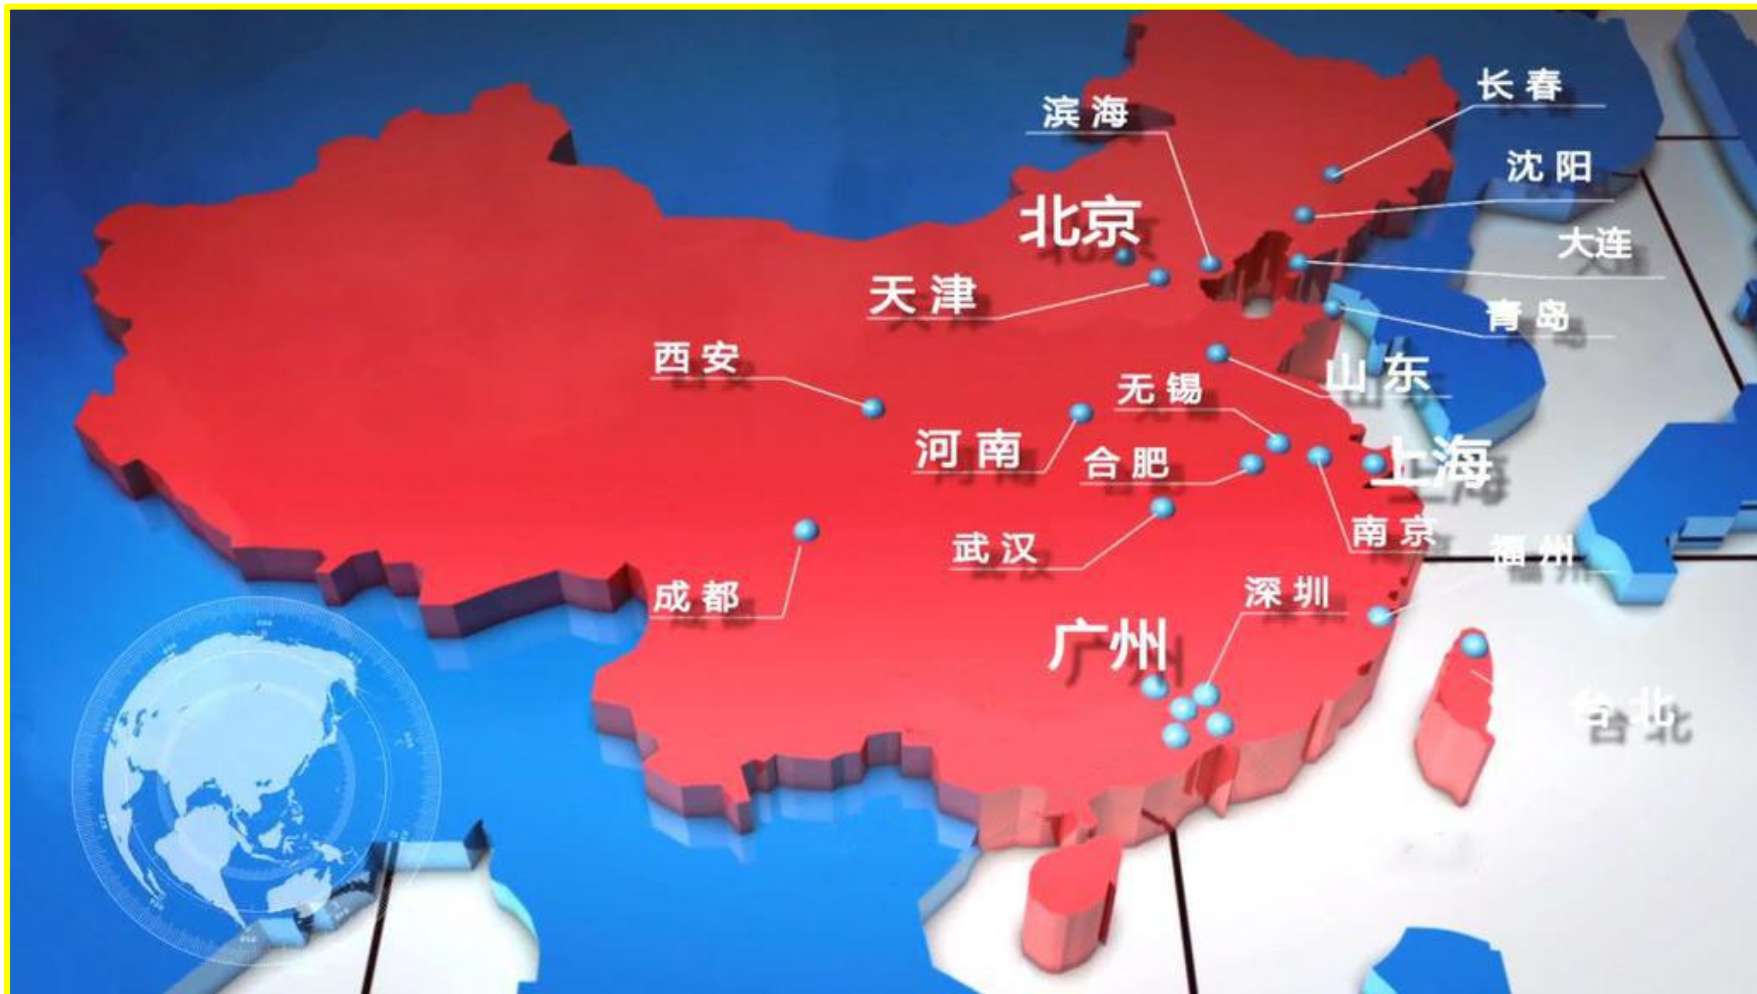 长春
滨海
沈阳
北京
大连
天津
青岛
西安
山东
无锡
河南
合肥
上海
武汉
南京
福州
成都
深圳
广州
台北